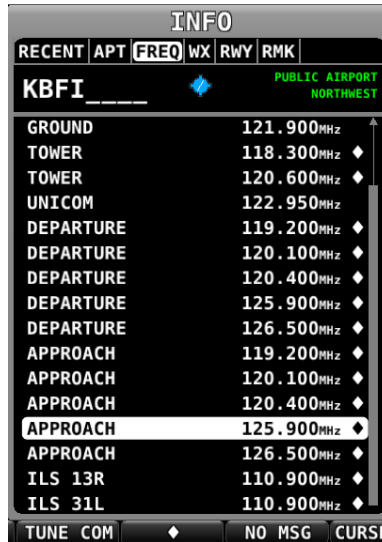 INFO
RECENT APT FREQ WX RWY RMK
KBFI____
PUBLIC AIRPORT
NORTHWEST
GROUND 121.900MHz
TOWER 118.300MHz ◆
TOWER 120.600MHz ◆
UNICOM 122.950MHz
DEPARTURE 119.200MHz ◆
DEPARTURE 120.100MHz ◆
DEPARTURE 120.400MHz ◆
DEPARTURE 125.900MHz ◆
DEPARTURE 126.500MHz ◆
APPROACH 119.200MHz ◆
APPROACH 120.100MHz ◆
APPROACH 120.400MHz ◆
APPROACH 125.900MHz ◆
APPROACH 126.500MHz ◆
ILS 13R 110.900MHz ◆
ILS 31L 110.900MHz ◆
TUNE COM ◆ NO MSG CURS